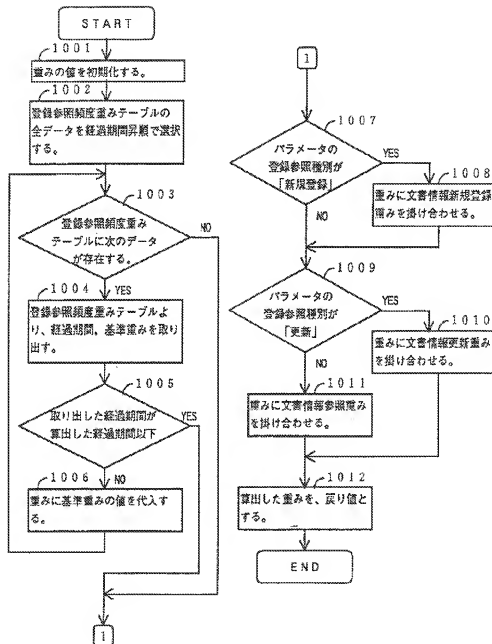 START
1001
重みの値を初期化する。
1002
登録参照頻度重みテーブルの
全データを経過期間昇順で選択
する。
1003
登録参照頻度重み
テーブルに次のデータ
が存在する。
NO
YES
1004
登録参照頻度重みテーブルよ
り、経過期間，基準重みを取り
出す。
1005
取り出した経過期間が
算出した経過期間以下
YES
NO
1006
重みに基準重みの値を代入す
る。
1
1
1007
パラメータの
登録参照種別が
「新規登録」
YES
NO
1008
重みに文書情報新規登録
重みを掛け合わせる。
1009
パラメータの
登録参照種別が
「更新」
YES
NO
1010
重みに文書情報更新重み
を掛け合わせる。
1011
重みに文書情報参照重み
を掛け合わせる。
1012
算出した重みを、戻り値と
する。
END